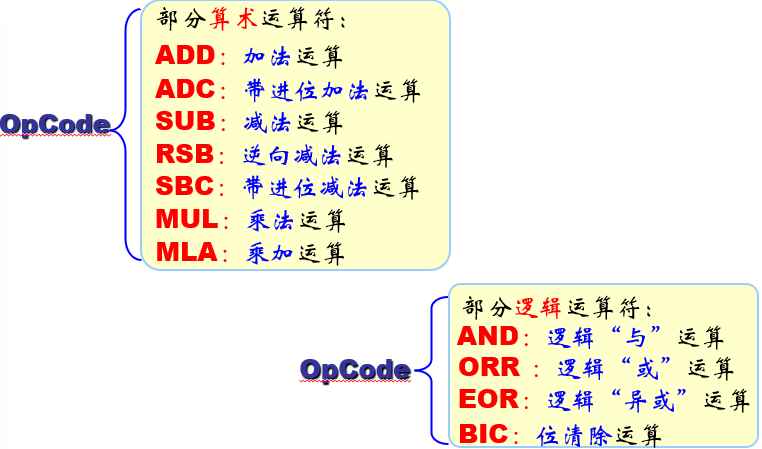 部分算术运算符：
ADD：加法运算
ADC：带进位加法运算
OpCode
SUB：减法运算
RSB：逆向减法运算
SBC：带进位减法运算
MUL：乘法运算
MLA：乘加运算
部分逻辑运算符：
AND：逻辑“与”运算
OpCode
ORR ：逻辑“或”运算
EOR：逻辑“异或”运算
BIC：位清除运算